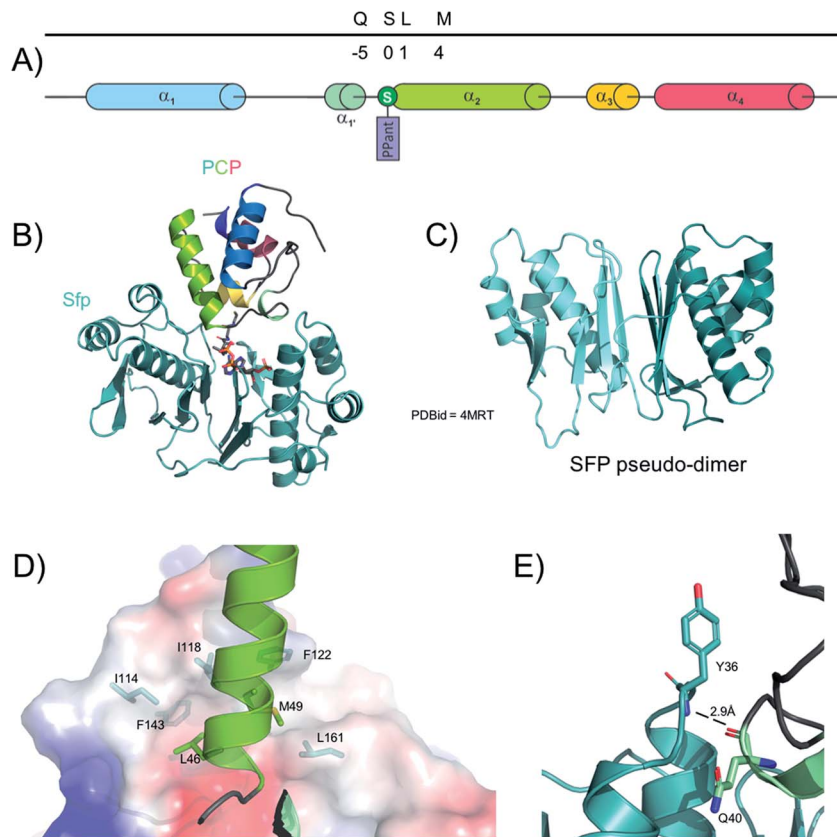 Q S L M
-5 0 1 4
A)
α1 α1' S α2 α3 α4
PPant
PCP
B)
C)
Sfp
PDBid = 4MRT
SFP pseudo-dimer
D)
E)
I118
F122
Y36
I114
M49
2.9Å
F143
L46
L161
Q40